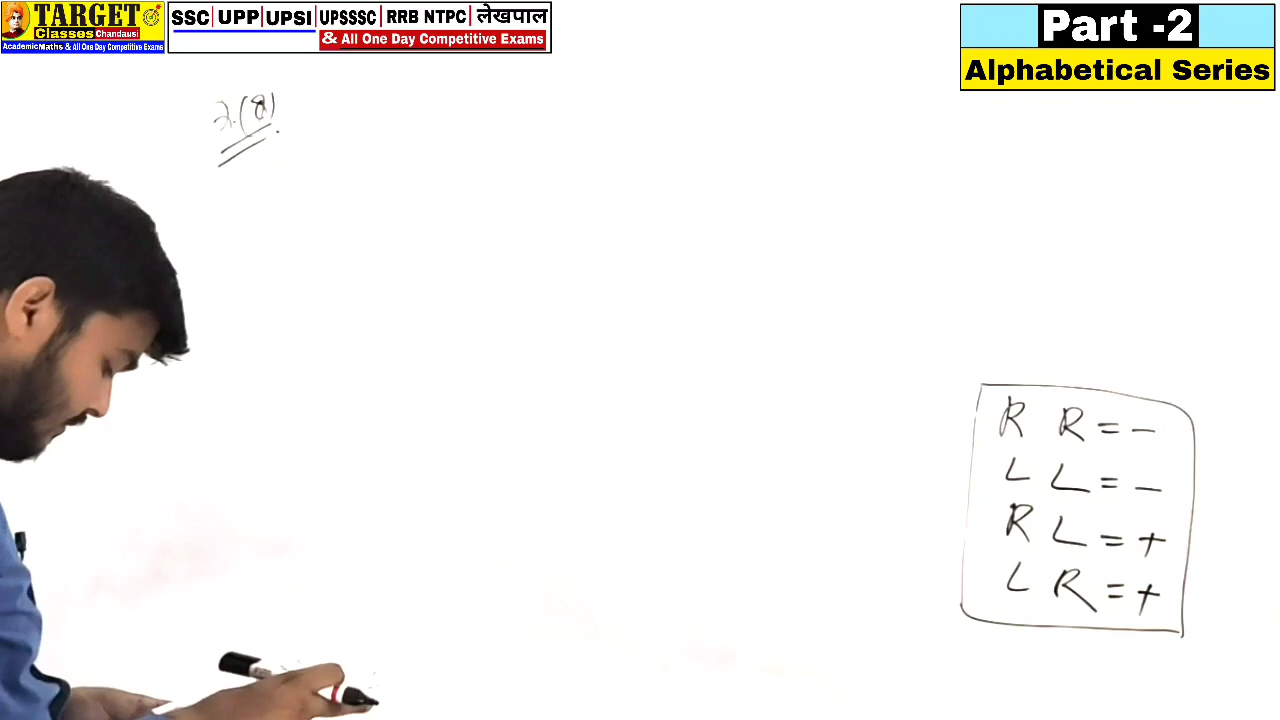 TARGET
Classes Chandausi
Academic Maths & All One Day Competitive Exams
SSC UPP UPSI UPSSSC RRB NTPC लेखपाल
& All One Day Competitive Exams
Part -2
Alphabetical Series
(8)
R R = -
L L = -
R L = +
L R = +